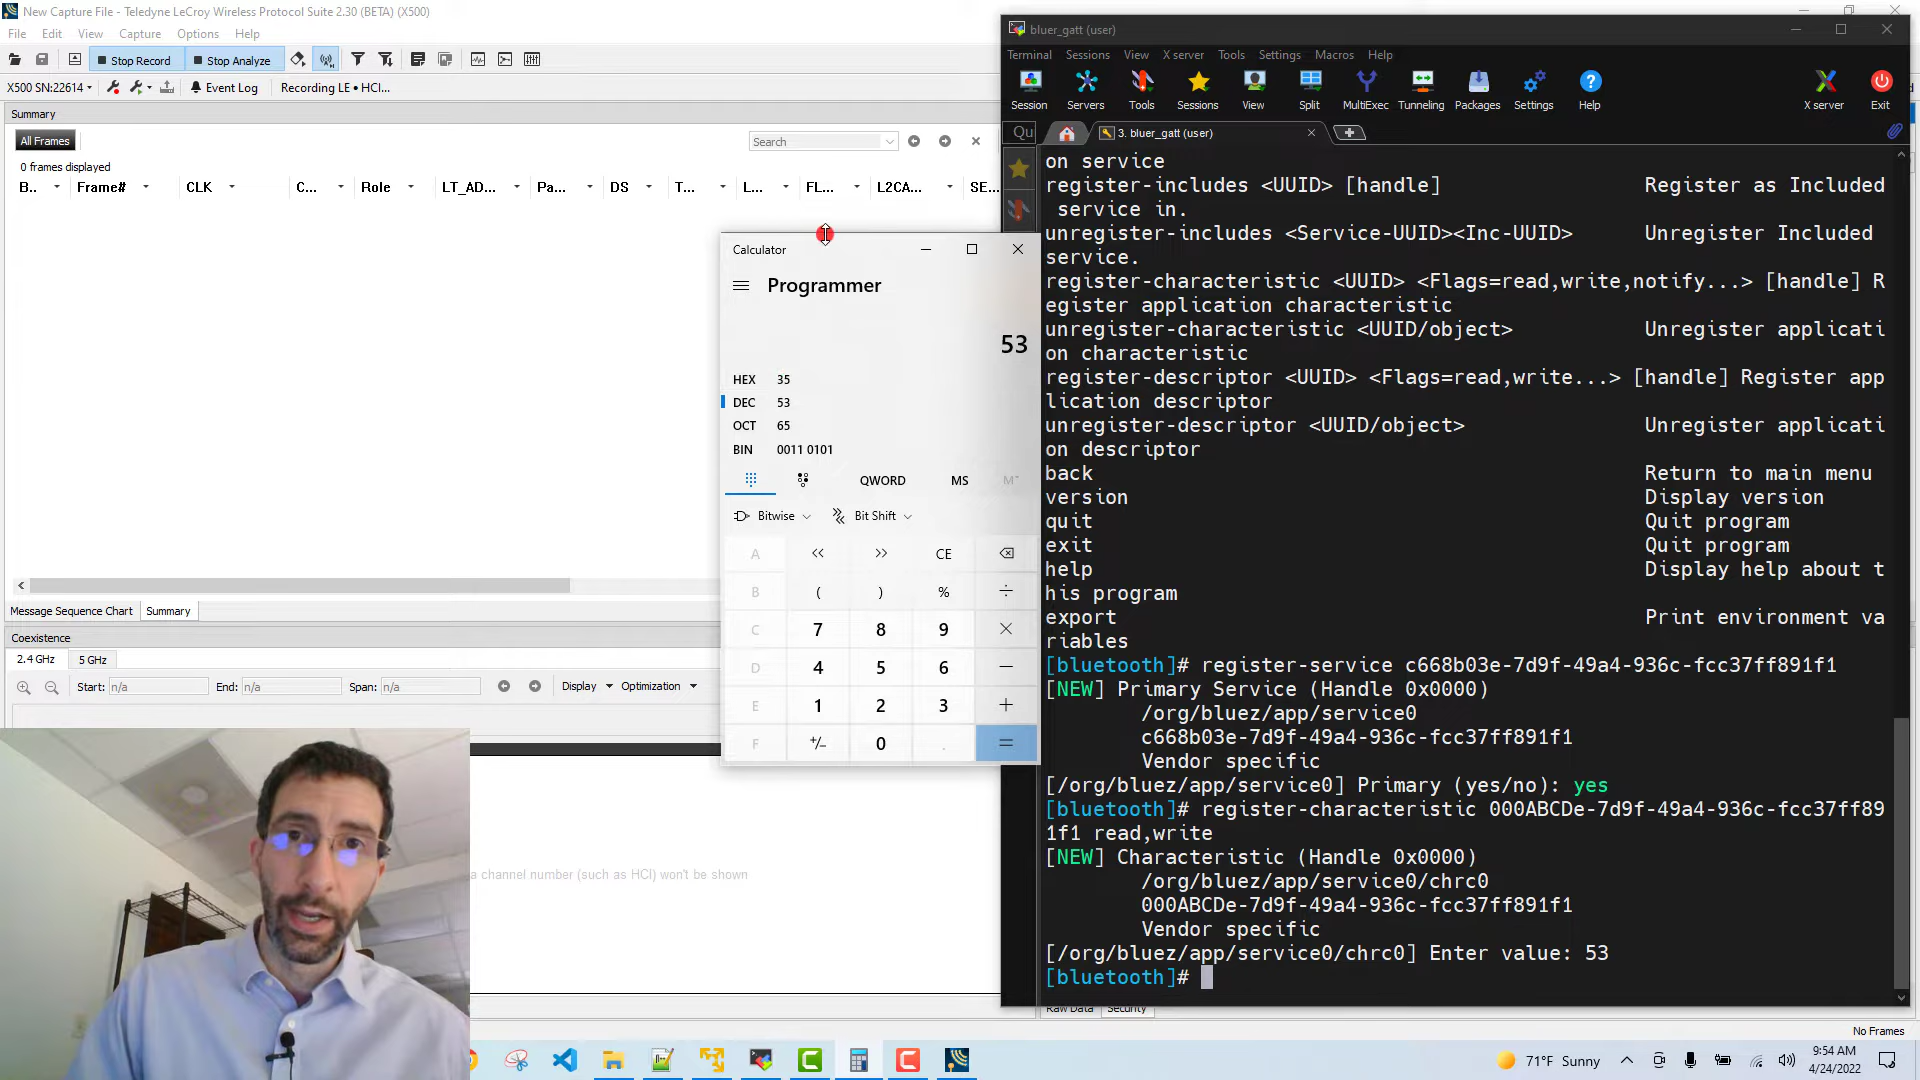 New Capture File - Teledyne LeCroy Wireless Protocol Suite 2.30 (BETA) (X500)
File Edit View Capture Options Help
Stop Record Stop Analyze
X500 SN:22614 Event Log Recording LE • HCI...
Summary
All Frames Search
0 frames displayed
B.. Frame# CLK C... Role LT_AD... Pa... DS T... L... FL... L2CA... SE...
Message Sequence Chart Summary
Coexistence
2.4 GHz 5 GHz
Start: n/a End: n/a Span: n/a Display Optimization
a channel number (such as HCI) won't be shown
Calculator
Programmer
53
HEX 35
DEC 53
OCT 65
BIN 0011 0101
QWORD MS M
Bitwise Bit Shift
A << >> CE
B ( ) % ÷
C 7 8 9 ×
D 4 5 6 −
E 1 2 3 +
F +/− 0 . =
bluer_gatt (user)
Terminal Sessions View X server Tools Settings Macros Help
Session Servers Tools Sessions View Split MultiExec Tunneling Packages Settings Help X server Exit
Qu 3. bluer_gatt (user)
on service
register-includes <UUID> [handle] Register as Included
service in.
unregister-includes <Service-UUID><Inc-UUID> Unregister Included
service.
register-characteristic <UUID> <Flags=read,write,notify...> [handle] R
egister application characteristic
unregister-characteristic <UUID/object> Unregister applicati
on characteristic
register-descriptor <UUID> <Flags=read,write...> [handle] Register app
lication descriptor
unregister-descriptor <UUID/object> Unregister applicati
on descriptor
back Return to main menu
version Display version
quit Quit program
exit Quit program
help Display help about t
his program
export Print environment va
riables
[bluetooth]# register-service c668b03e-7d9f-49a4-936c-fcc37ff891f1
[NEW] Primary Service (Handle 0x0000)
/org/bluez/app/service0
c668b03e-7d9f-49a4-936c-fcc37ff891f1
Vendor specific
[/org/bluez/app/service0] Primary (yes/no): yes
[bluetooth]# register-characteristic 000ABCDe-7d9f-49a4-936c-fcc37ff89
1f1 read,write
[NEW] Characteristic (Handle 0x0000)
/org/bluez/app/service0/chrc0
000ABCDe-7d9f-49a4-936c-fcc37ff891f1
Vendor specific
[/org/bluez/app/service0/chrc0] Enter value: 53
[bluetooth]#
Raw Data Security
No Frames
71°F Sunny
9:54 AM
4/24/2022